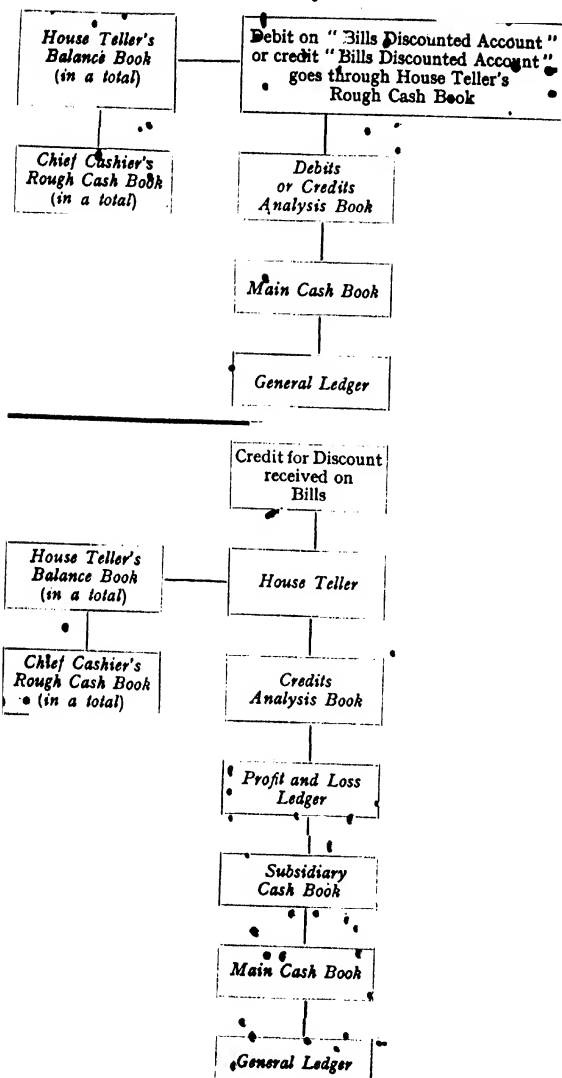 House Teller's
Balance Book
(in a total)
Debit on "Bills Discounted Account"
or credit "Bills Discounted Account"
goes through House Teller's
Rough Cash Book
Chief Cashier's
Rough Cash Book
(in a total)
Debits
or Credits
Analysis Book
Main Cash Book
General Ledger
Credit for Discount
received on
Bills
House Teller's
Balance Book
(in a total)
House Teller
Chief Cashier's
Rough Cash Book
(in a total)
Credits
Analysis Book
Profit and Loss
Ledger
Subsidiary
Cash Book
Main Cash Book
General Ledger